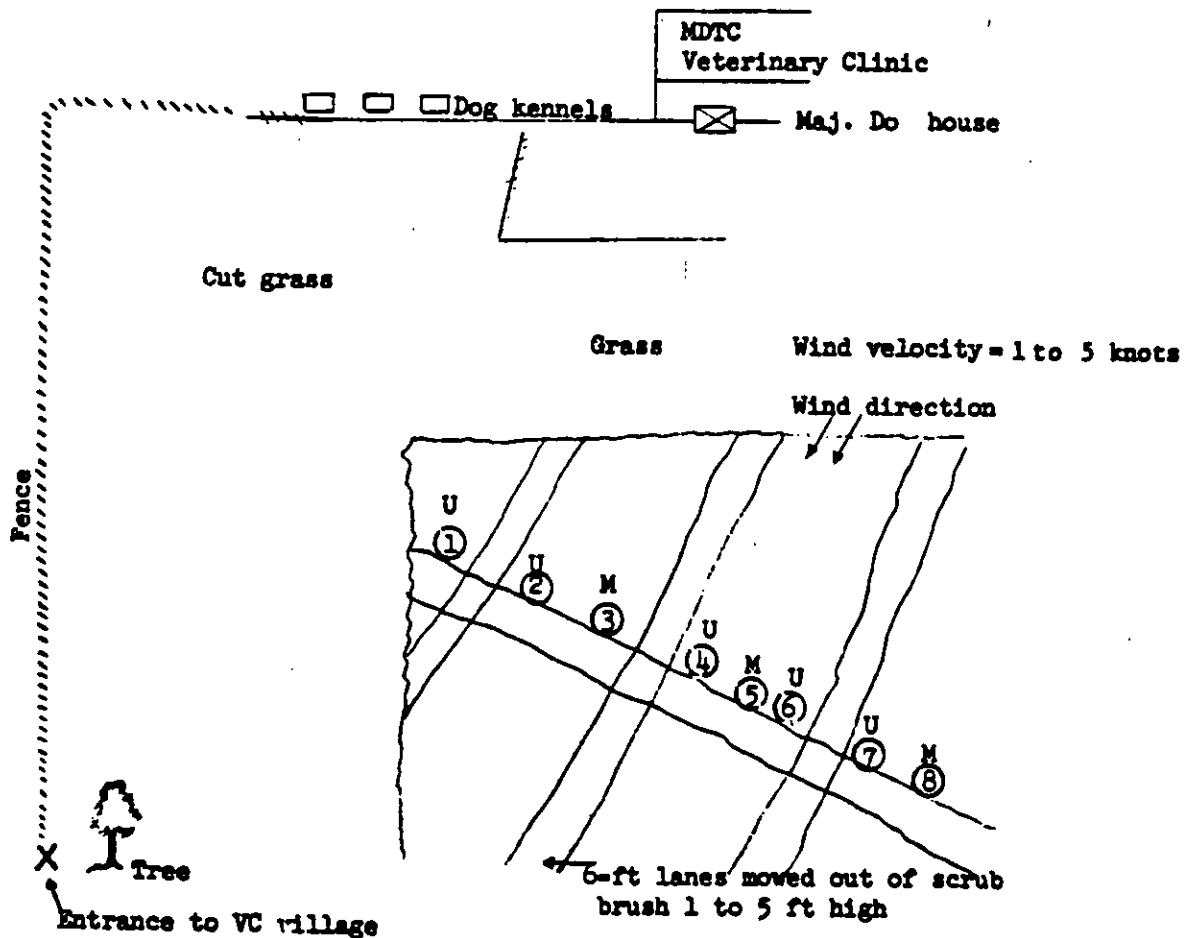 MDTC
Veterinary Clinic
Dog kennels
Maj. Do house
Cut grass
Grass
Wind velocity = 1 to 5 knots
Wind direction
Fence
U
1
U
2
M
3
U
4
M
5
U
6
U
7
M
8
Tree
6-ft lanes mowed out of scrub
brush 1 to 5 ft high
Entrance to VC village